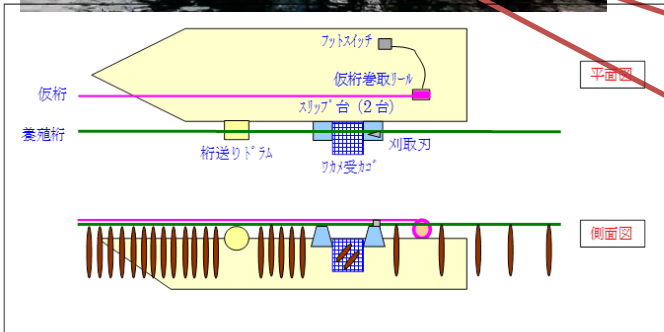 フットスイッチ
平面図
仮桁巻取リール
仮桁
スリップ台（2台）
養殖桁
刈取刃
桁送りドラム
ワカメ受カゴ
側面図